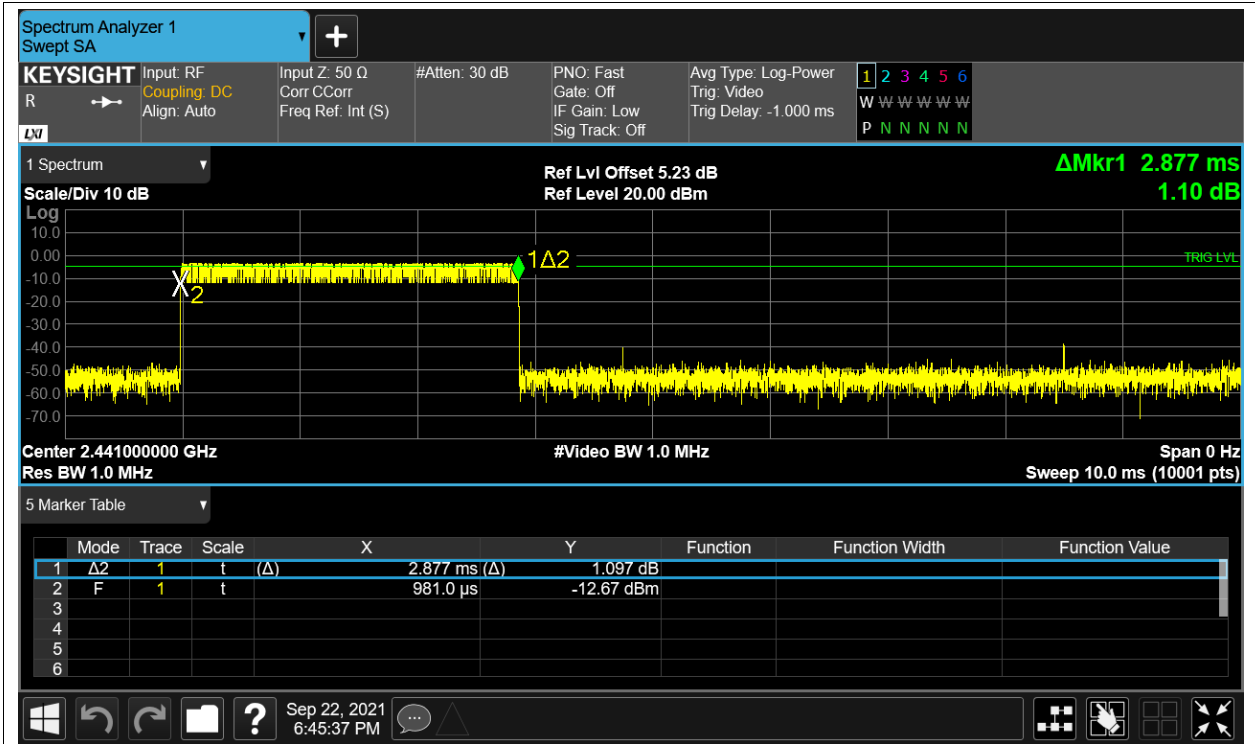 Spectrum Analyzer 1
Swept SA
+
KEYSIGHT Input: RF Input Z: 50 Ω #Atten: 30 dB PNO: Fast Avg Type: Log-Power 1 2 3 4 5 6
R Coupling: DC Corr CCorr Gate: Off Trig: Video W W W W W W
Align: Auto Freq Ref: Int (S) IF Gain: Low Trig Delay: -1.000 ms
LXI Sig Track: Off P N N N N N
1 Spectrum Ref Lvl Offset 5.23 dB ΔMkr1 2.877 ms
Scale/Div 10 dB Ref Level 20.00 dBm 1.10 dB
Log
10.0
0.00 1Δ2 TRIG LVL
-10.0
2
-20.0
-30.0
-40.0
-50.0
-60.0
-70.0
Center 2.441000000 GHz #Video BW 1.0 MHz Span 0 Hz
Res BW 1.0 MHz Sweep 10.0 ms (10001 pts)
5 Marker Table
Mode Trace Scale X Y Function Function Width Function Value
1 Δ2 1 t (Δ) 2.877 ms (Δ) 1.097 dB
2 F 1 t 981.0 µs -12.67 dBm
3
4
5
6
? Sep 22, 2021
6:45:37 PM